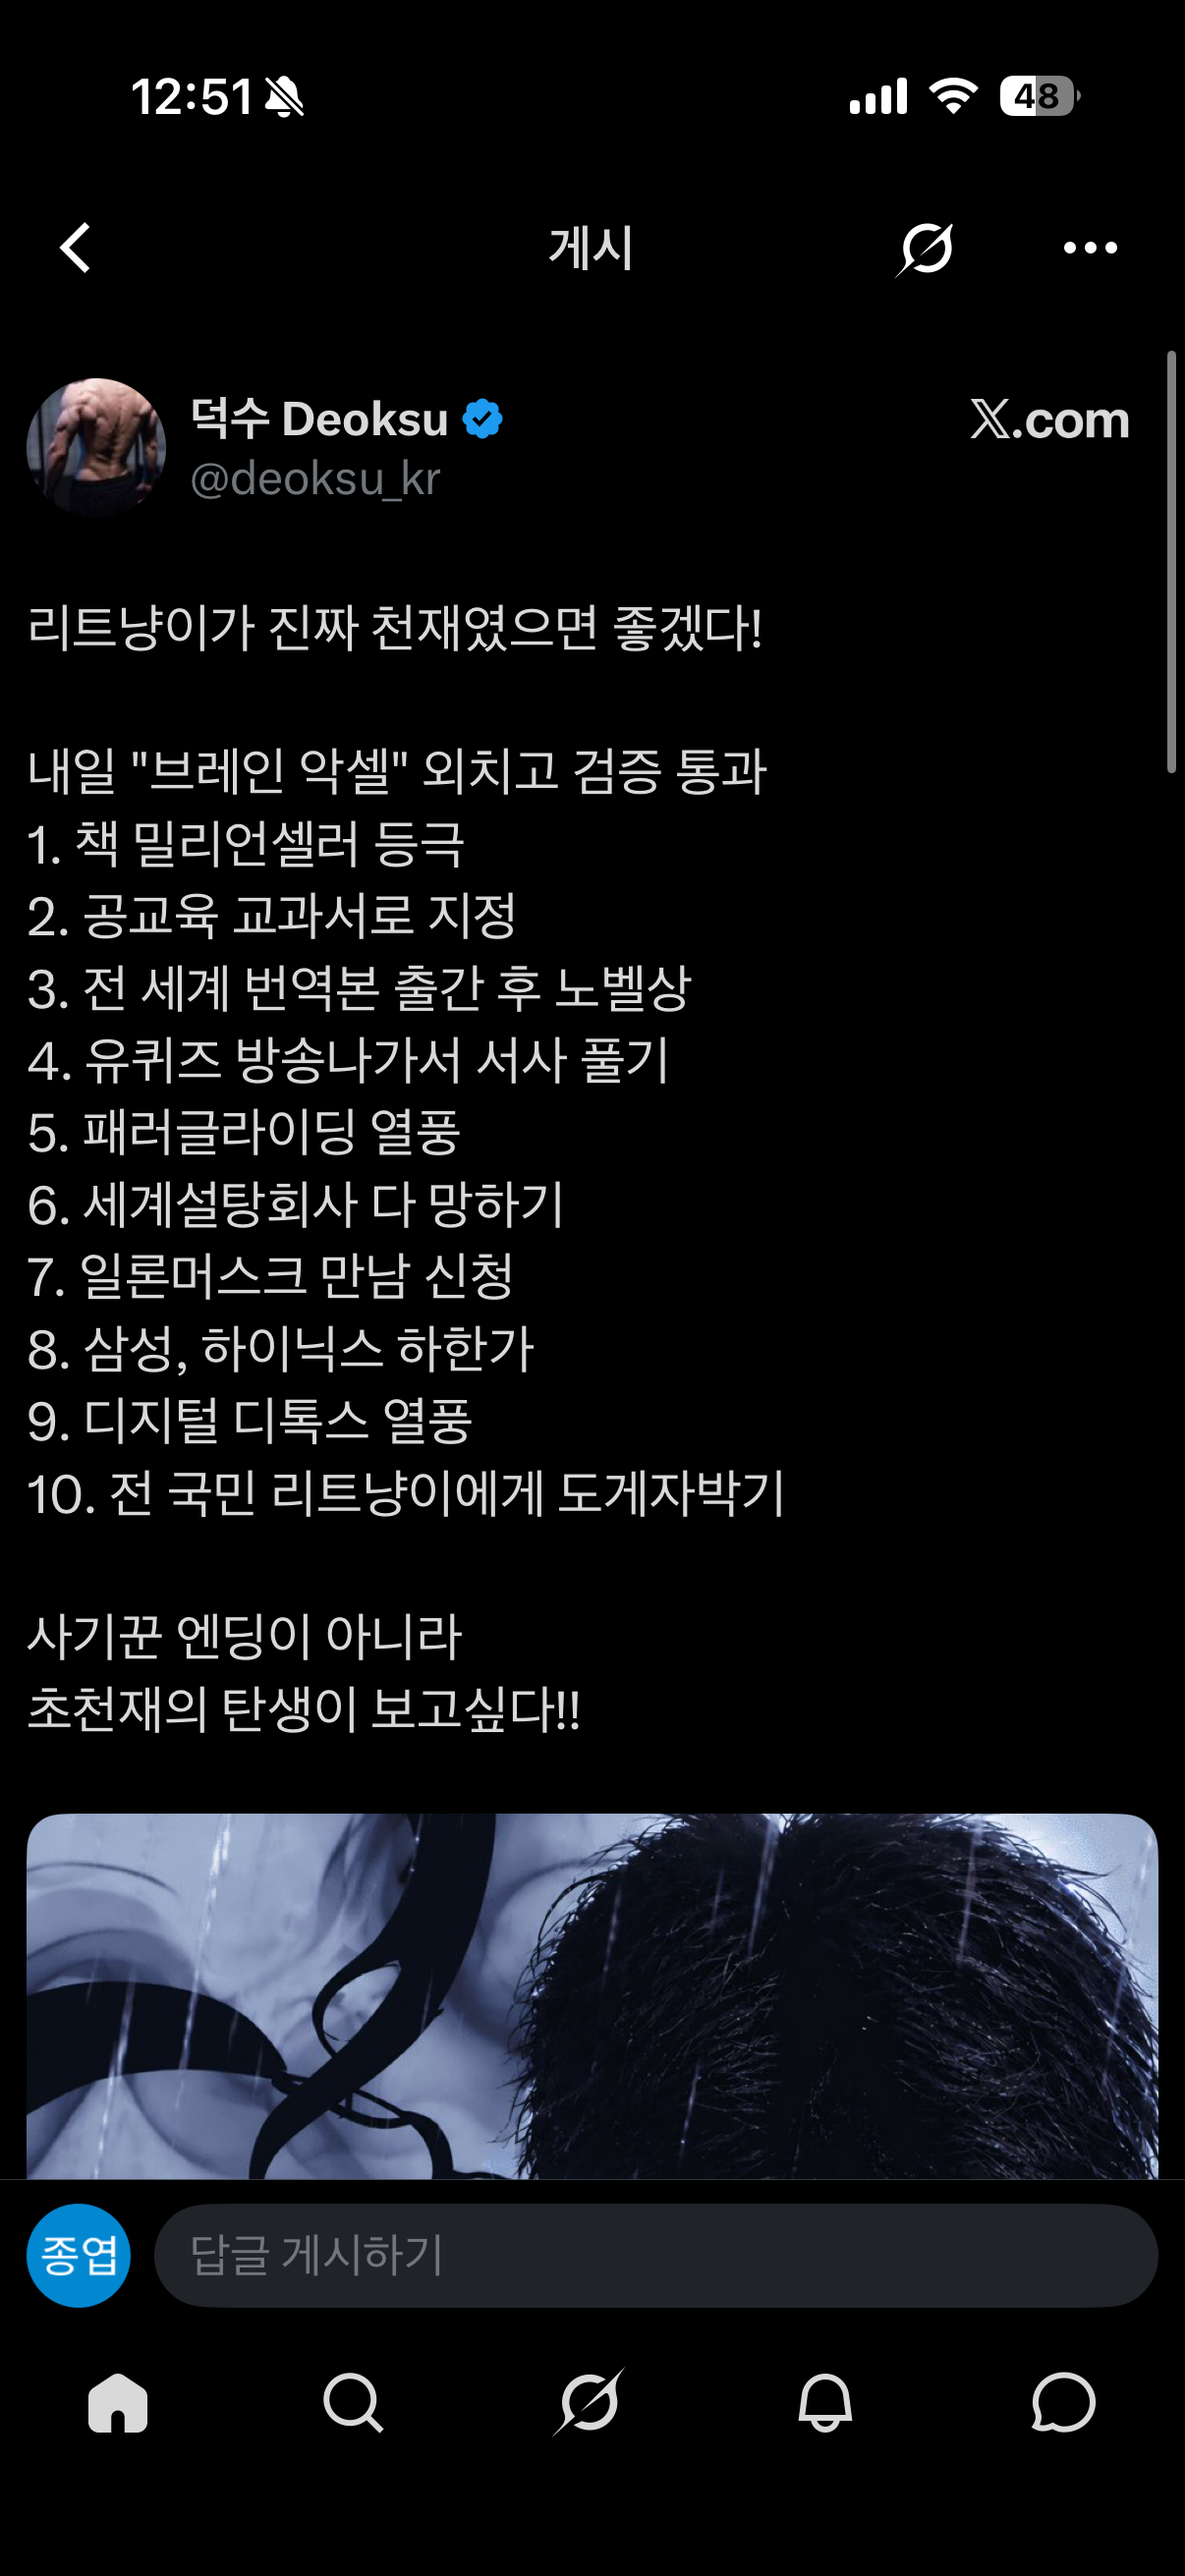 12:51
48
게시
덕수 Deoksu
X.com
@deoksu_kr
리트냥이가 진짜 천재였으면 좋겠다!
내일 "브레인 악셀" 외치고 검증 통과
1. 책 밀리언셀러 등극
2. 공교육 교과서로 지정
3. 전 세계 번역본 출간 후 노벨상
4. 유퀴즈 방송나가서 서사 풀기
5. 패러글라이딩 열풍
6. 세계설탕회사 다 망하기
7. 일론머스크 만남 신청
8. 삼성, 하이닉스 하한가
9. 디지털 디톡스 열풍
10. 전 국민 리트냥이에게 도게자박기
사기꾼 엔딩이 아니라
초천재의 탄생이 보고싶다!!
종엽
답글 게시하기